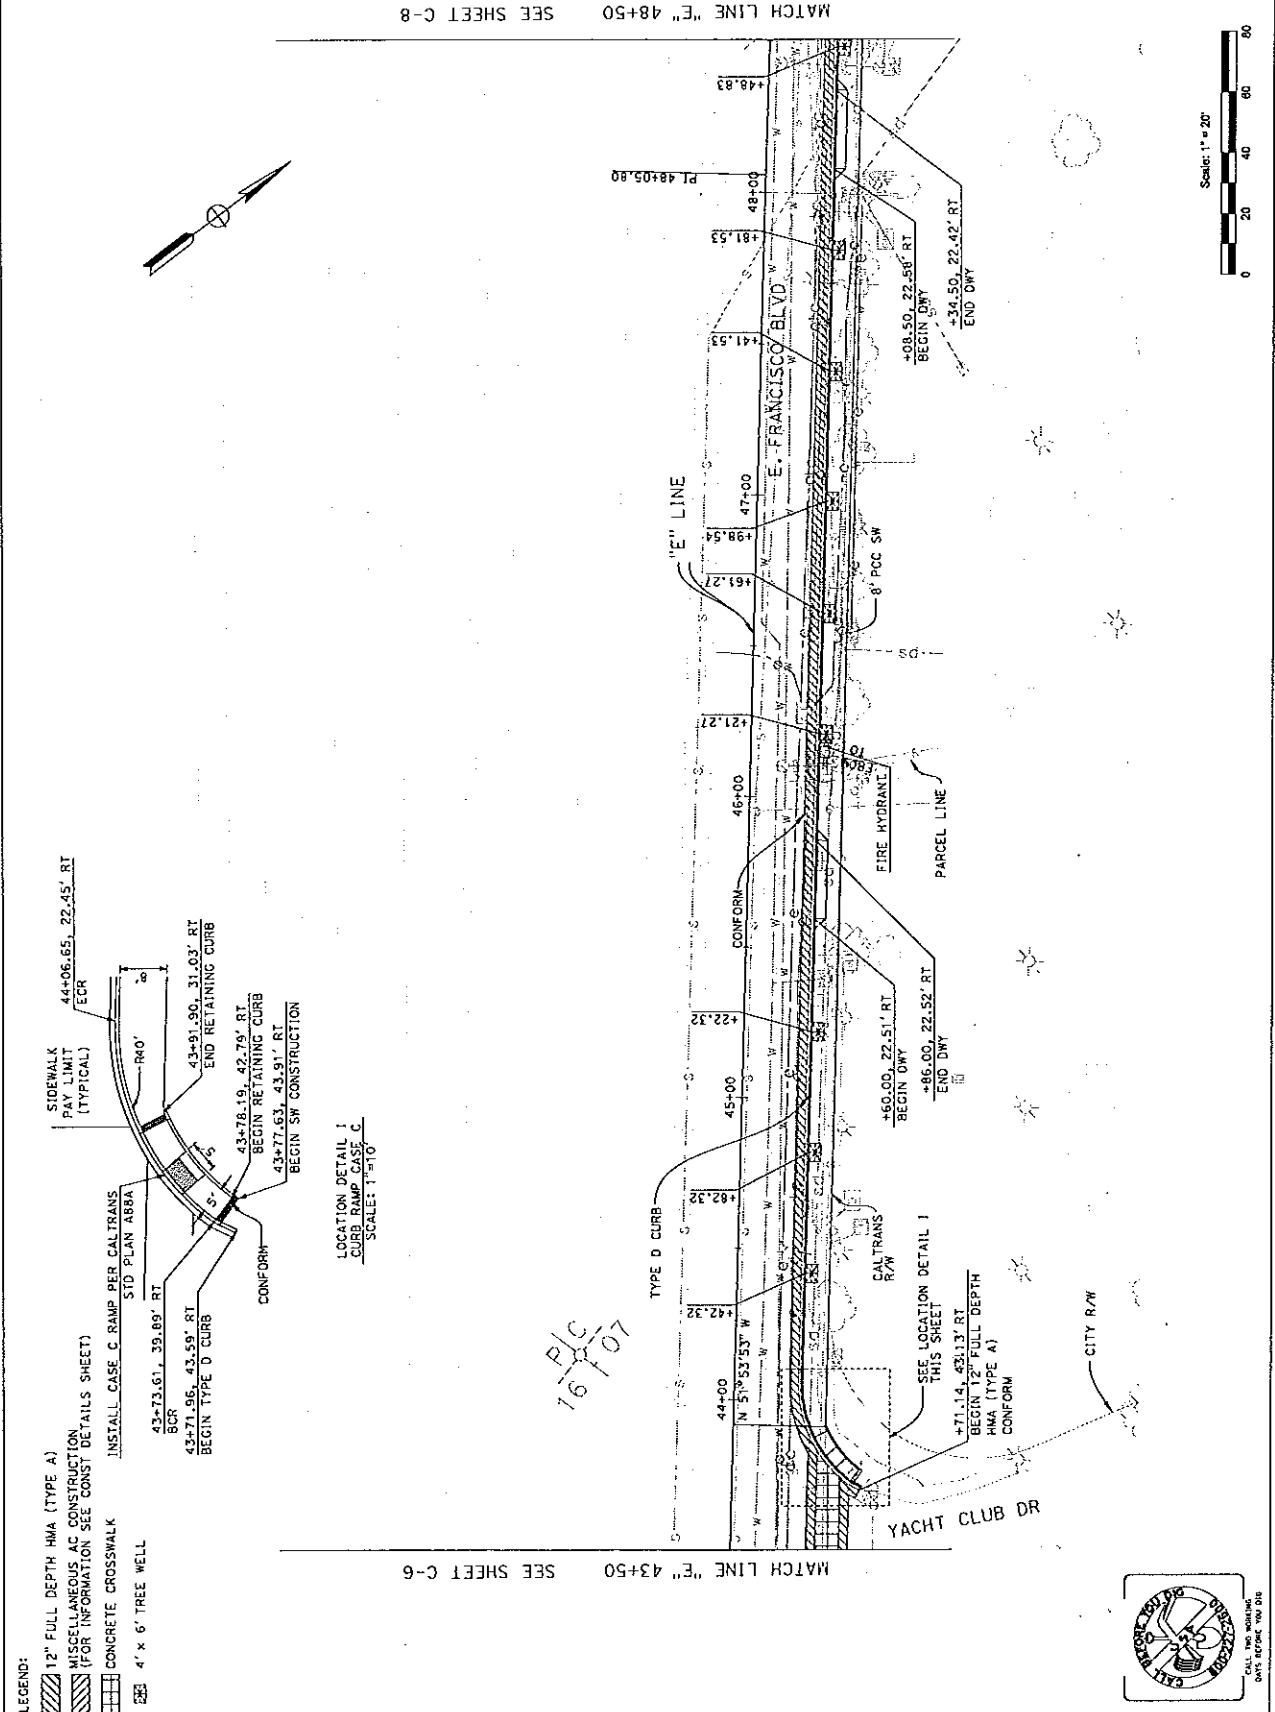 LEGEND:
12" FULL DEPTH HMA (TYPE A)
MISCELLANEOUS AC CONSTRUCTION
(FOR INFORMATION SEE CONST DETAILS SHEET)
CONCRETE CROSSWALK
4' x 6' TREE WELL
SIDEWALK
PAY LIMIT
(TYPICAL)
44+06.65, 22.45' RT
ECR
R40'
8'
43+91.90, 31.03' RT
END RETAINING CURB
5'
5'
43+78.19, 42.79' RT
BEGIN RETAINING CURB
43+77.63, 43.91' RT
BEGIN SW CONSTRUCTION
INSTALL CASE C RAMP PER CALTRANS
STD PLAN A88A
43+73.61, 39.89' RT
BCR
43+71.96, 43.59' RT
BEGIN TYPE D CURB
CONFORM
LOCATION DETAIL 1
CURB RAMP CASE C
SCALE: 1"=10'
P/C
16 07
MATCH LINE "E" 43+50 SEE SHEET C-6
MATCH LINE "E" 48+50 SEE SHEET C-8
N 51°53'53" W
44+00
+42.32
+82.32
45+00
+22.32
46+00
+21.27
+61.27
+98.54
47+00
+41.53
+81.53
48+00
PI 48+05.80
+48.83
"E" LINE
E. FRANCISCO BLVD
TYPE D CURB
CONFORM
CALTRANS
R/W
SEE LOCATION DETAIL 1
THIS SHEET
+71.14, 43.13' RT
BEGIN 12" FULL DEPTH
HMA (TYPE A)
CONFORM
CITY R/W
YACHT CLUB DR
+60.00, 22.51' RT
BEGIN DWY
+86.00, 22.52' RT
END DWY
FIRE HYDRANT
PARCEL LINE
8' PCC SW
sd
+08.50, 22.58' RT
BEGIN DWY
+34.50, 22.42' RT
END DWY
Scale: 1" = 20'
0 20 40 60 80
CALL BEFORE YOU DIG
USA
CALL TWO WORKING
DAYS BEFORE YOU DIG